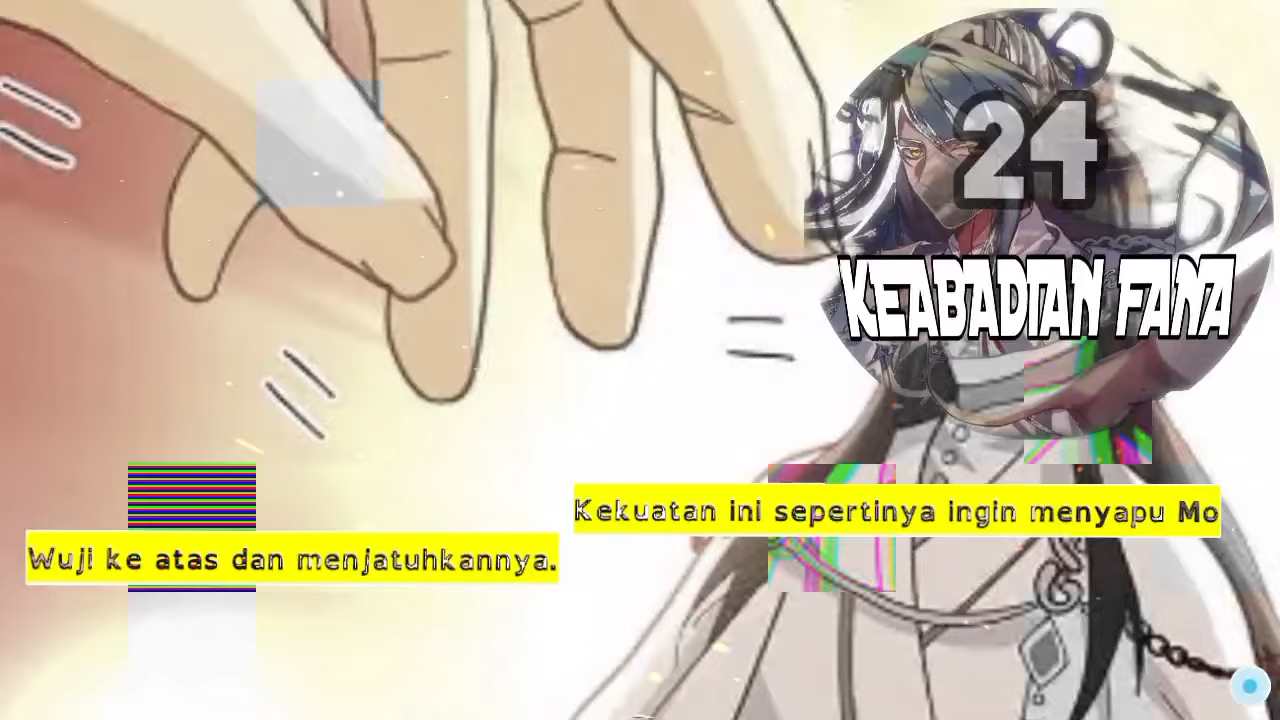 24
KEABADIAN FANA
Kekuatan ini sepertinya ingin menyapu Mo
Wuji ke atas dan menjatuhkannya.